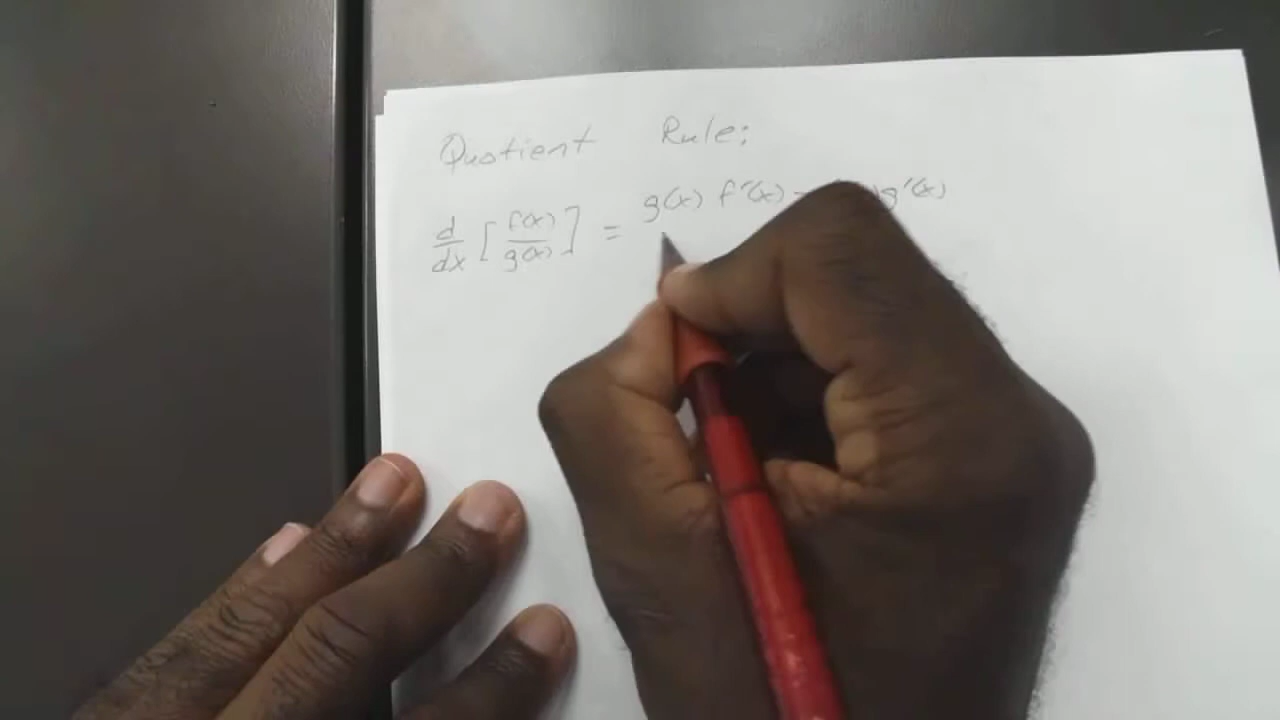 Quotient Rule:
d/dx [f(x)/g(x)] = g(x) f'(x) - g'(x)